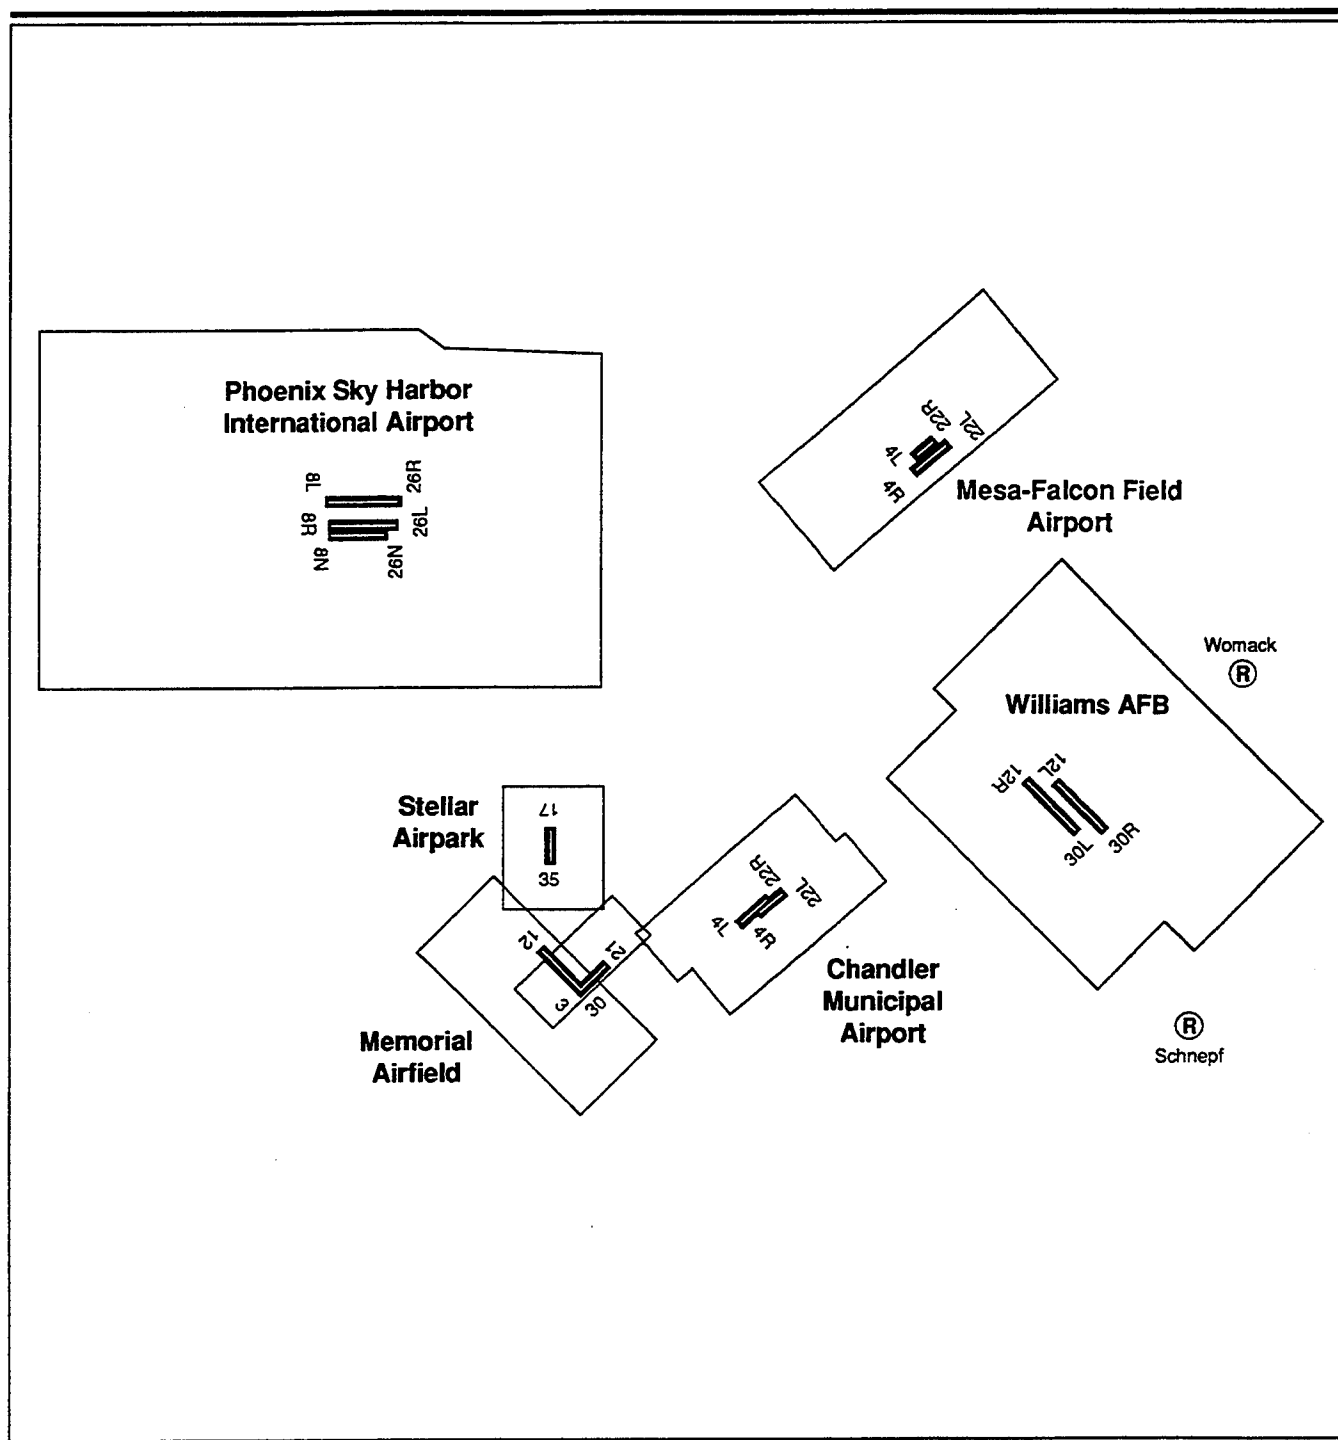 Phoenix Sky Harbor
International Airport
8L
26R
8R
26L
8N
26N
22R
22L
4L
4R
Mesa-Falcon Field
Airport
Womack
R
Williams AFB
12R
12L
30L
30R
Stellar
Airpark
17
35
22R
22L
4L
4R
12
21
3
30
Chandler
Municipal
Airport
Memorial
Airfield
R
Schnepf